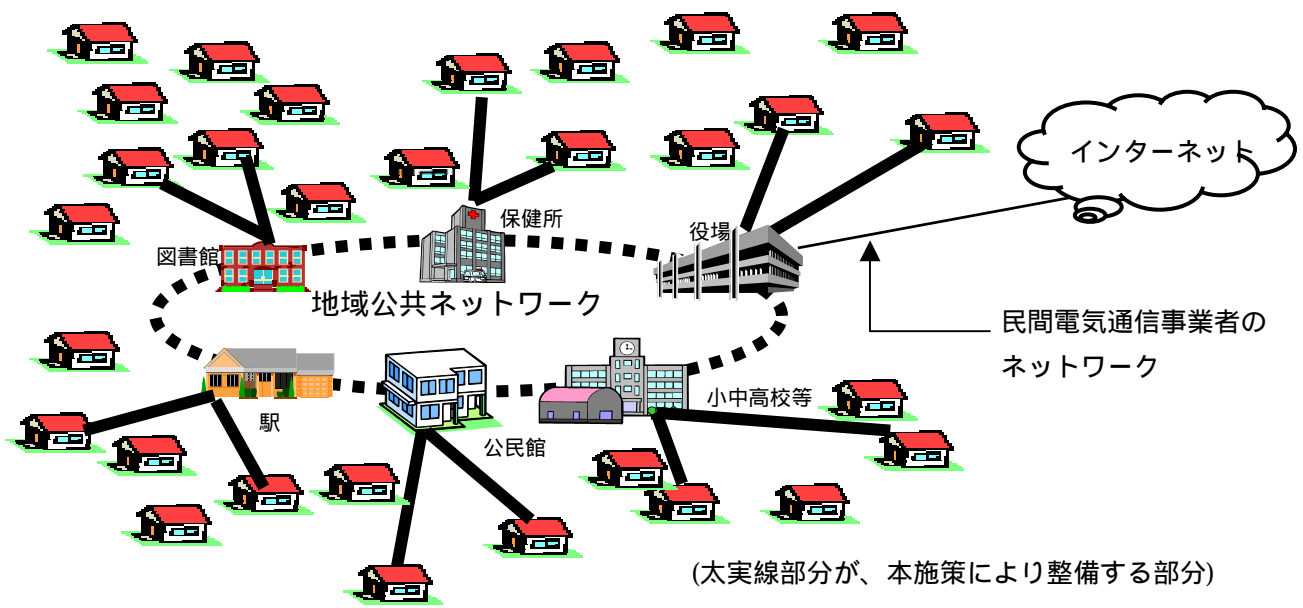 インターネット
保健所
役場
図書館
地域公共ネットワーク
民間電気通信事業者の
ネットワーク
小中高校等
駅
公民館
(太実線部分が、本施策により整備する部分)